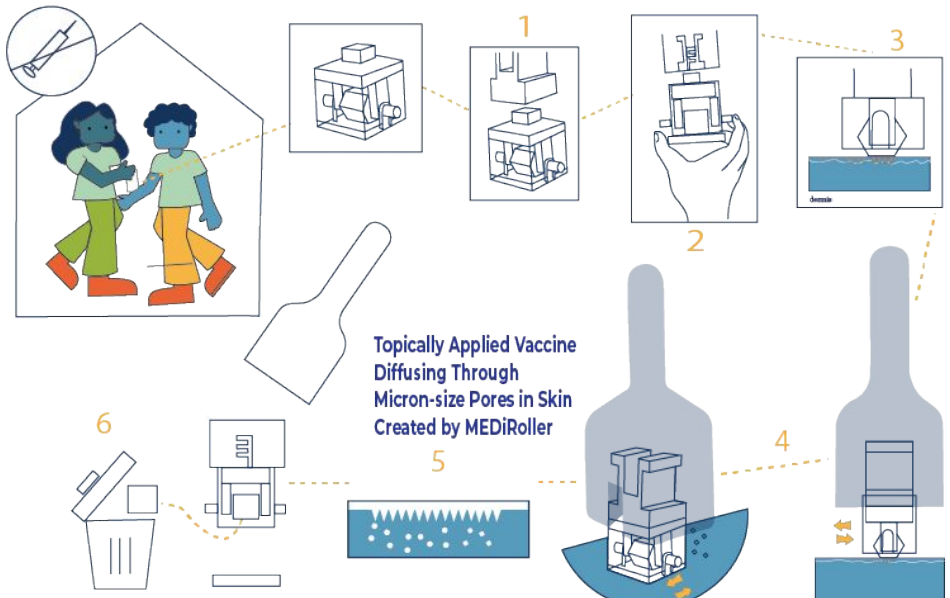 1
3
2
Topically Applied Vaccine
Diffusing Through
Micron-size Pores in Skin
Created by MEDiRoller
6
5
4
dermis